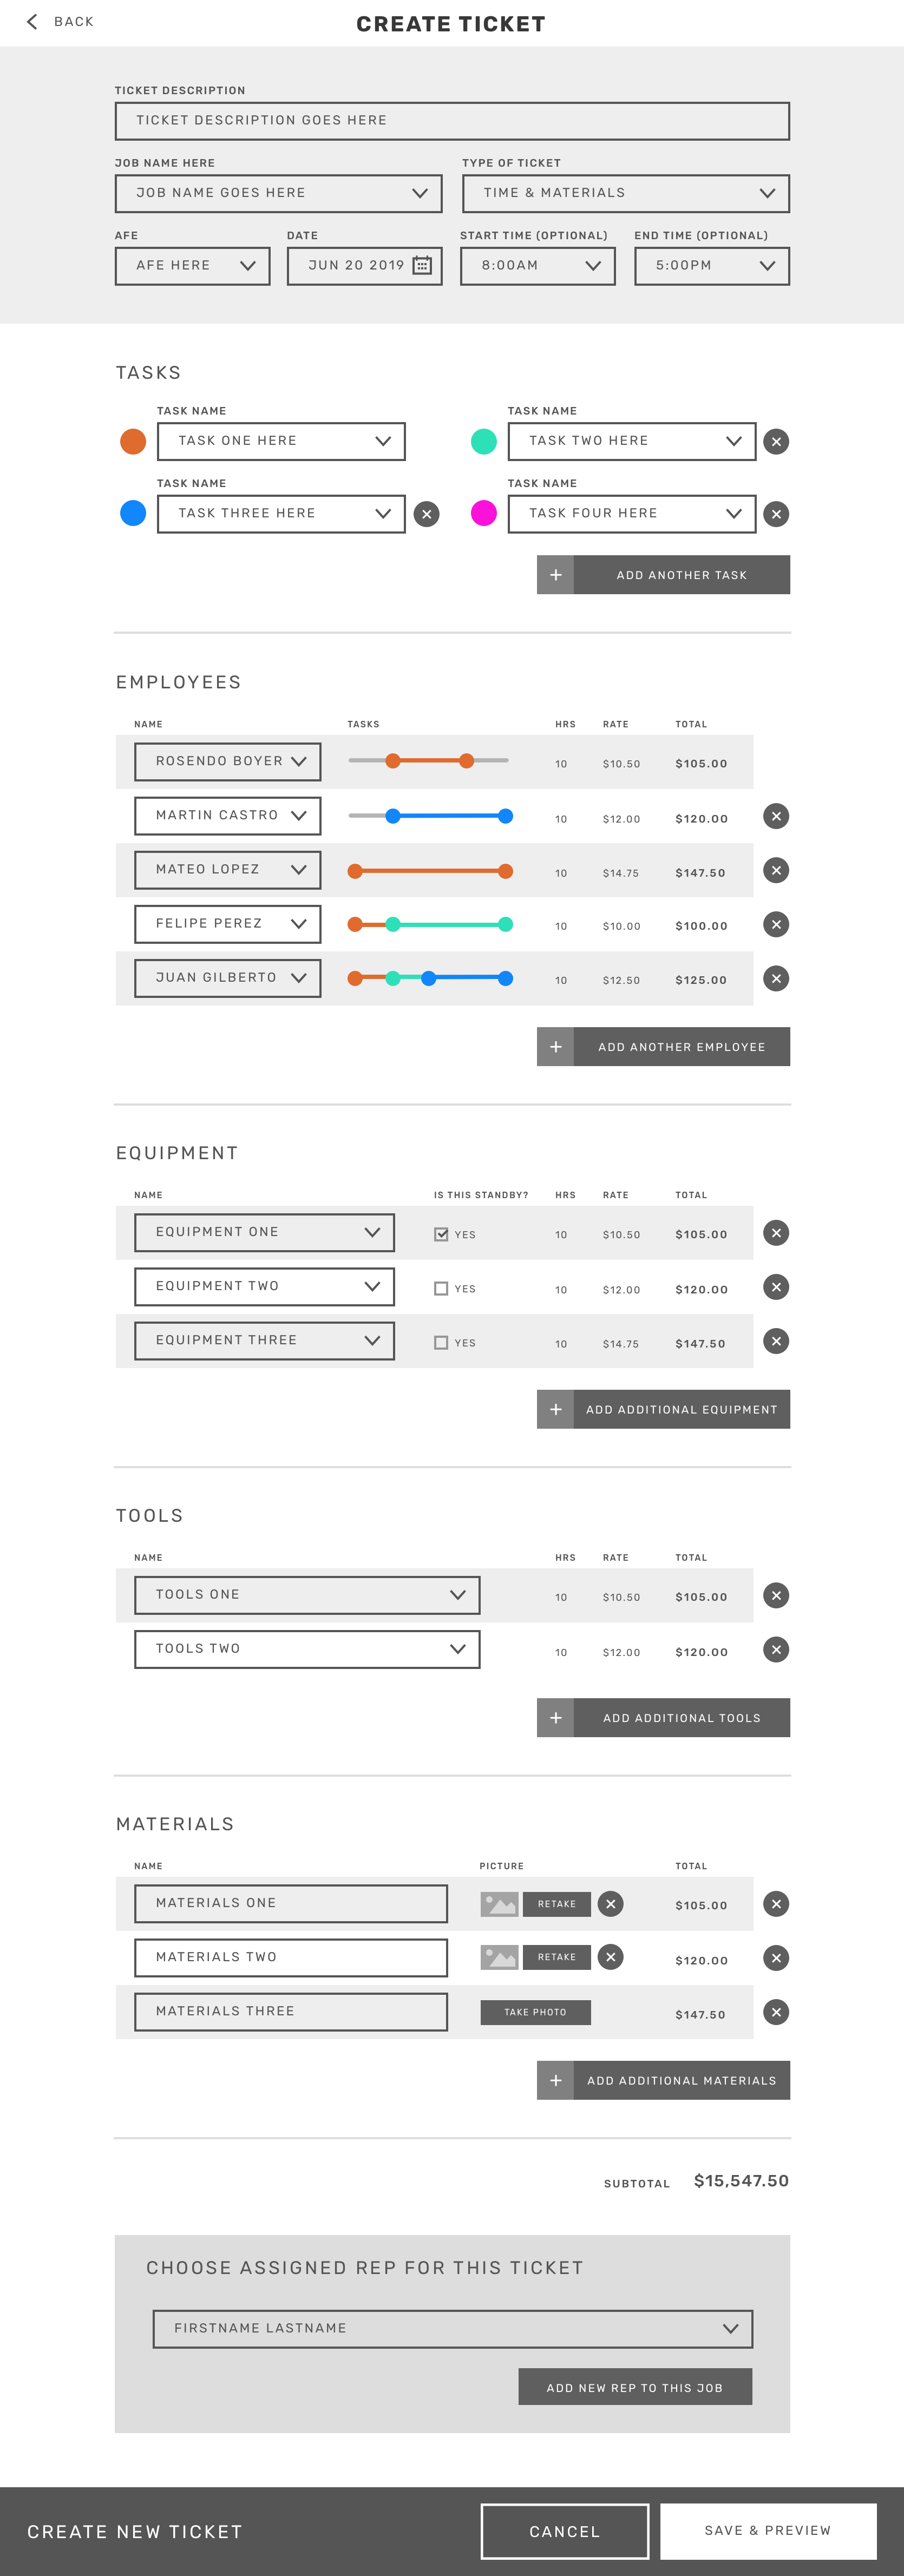 BACK
CREATE TICKET
TICKET DESCRIPTION
TICKET DESCRIPTION GOES HERE
JOB NAME HERE
TYPE OF TICKET
JOB NAME GOES HERE
TIME & MATERIALS
AFE
DATE
START TIME (OPTIONAL)
END TIME (OPTIONAL)
AFE HERE
JUN 20 2019
8:00AM
5:00PM
TASKS
TASK NAME
TASK NAME
TASK ONE HERE
TASK TWO HERE
TASK NAME
TASK NAME
TASK THREE HERE
TASK FOUR HERE
+ ADD ANOTHER TASK
EMPLOYEES
NAME TASKS HRS RATE TOTAL
ROSENDO BOYER 10 $10.50 $105.00
MARTIN CASTRO 10 $12.00 $120.00
MATEO LOPEZ 10 $14.75 $147.50
FELIPE PEREZ 10 $10.00 $100.00
JUAN GILBERTO 10 $12.50 $125.00
+ ADD ANOTHER EMPLOYEE
EQUIPMENT
NAME IS THIS STANDBY? HRS RATE TOTAL
EQUIPMENT ONE YES 10 $10.50 $105.00
EQUIPMENT TWO YES 10 $12.00 $120.00
EQUIPMENT THREE YES 10 $14.75 $147.50
+ ADD ADDITIONAL EQUIPMENT
TOOLS
NAME HRS RATE TOTAL
TOOLS ONE 10 $10.50 $105.00
TOOLS TWO 10 $12.00 $120.00
+ ADD ADDITIONAL TOOLS
MATERIALS
NAME PICTURE TOTAL
MATERIALS ONE RETAKE $105.00
MATERIALS TWO RETAKE $120.00
MATERIALS THREE TAKE PHOTO $147.50
+ ADD ADDITIONAL MATERIALS
SUBTOTAL $15,547.50
CHOOSE ASSIGNED REP FOR THIS TICKET
FIRSTNAME LASTNAME
ADD NEW REP TO THIS JOB
CREATE NEW TICKET
CANCEL
SAVE & PREVIEW